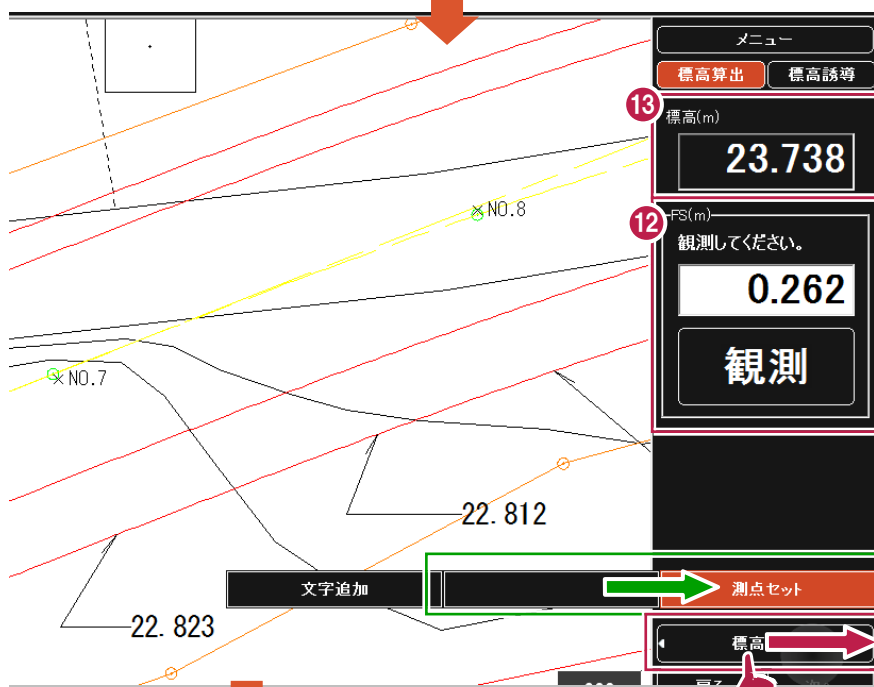 メニュー
標高算出 標高誘導
13
標高(m)
23.738
12
FS(m)
観測してください。
0.262
観測
NO.8
NO.7
22.812
文字追加
測点セット
22.823
標高